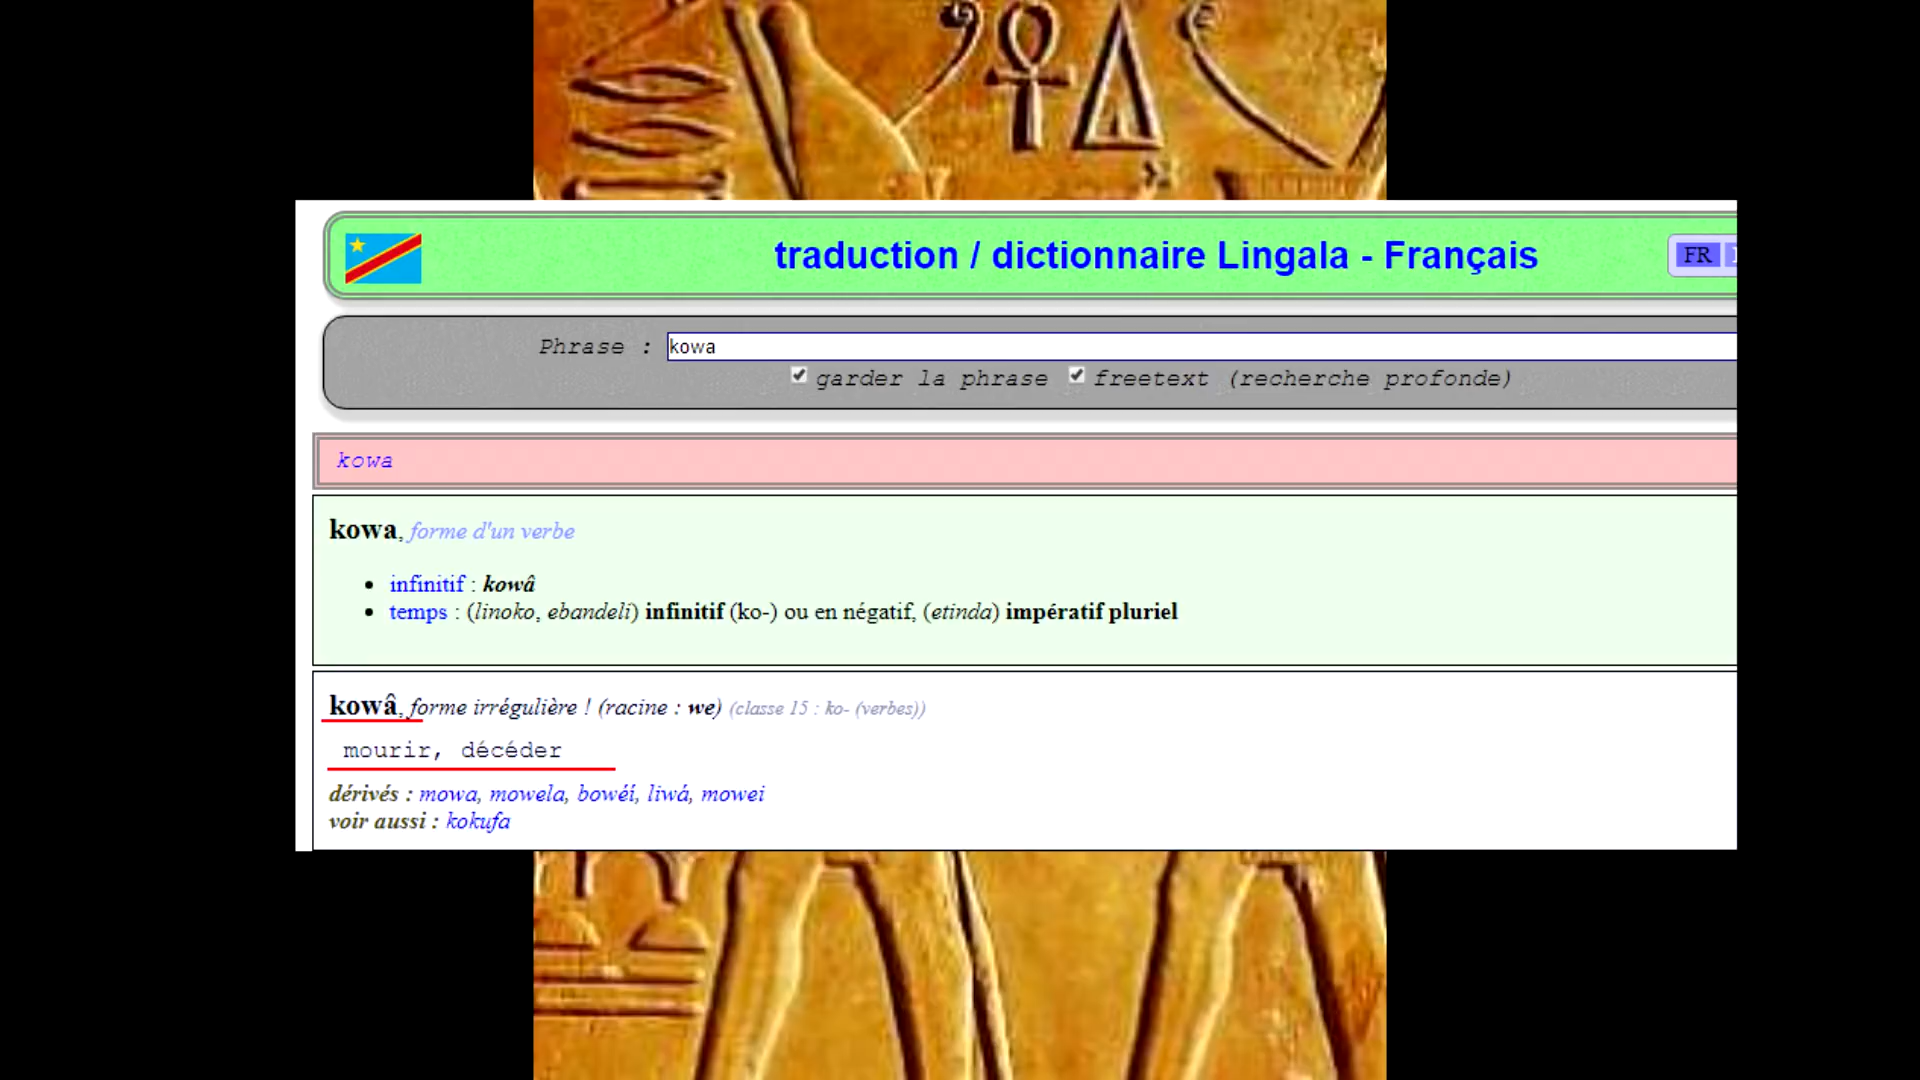 traduction / dictionnaire Lingala - Français
FR
Phrase : kowa
garder la phrase freetext (recherche profonde)
kowa
kowa, forme d'un verbe
• infinitif : kowâ
• temps : (linoko, ebandeli) infinitif (ko-) ou en négatif, (etinda) impératif pluriel
kowâ, forme irrégulière ! (racine : we) (classe 15 : ko- (verbes))
mourir, décéder
dérivés : mowa, mowela, bowéí, liwá, mowei
voir aussi : kokufa